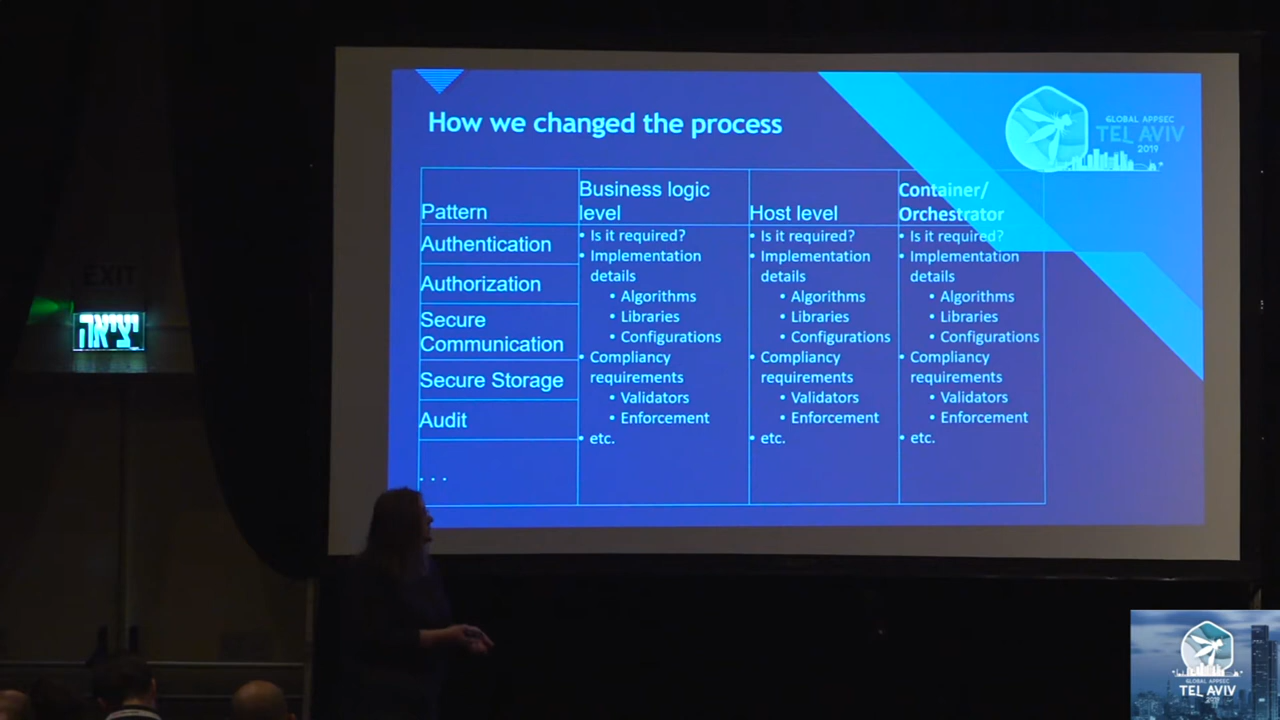 How we changed the process
GLOBAL APPSEC
TEL AVIV
2019
Pattern
Business logic
level
Host level
Container/
Orchestrator
Authentication
Authorization
Secure
Communication
Secure Storage
Audit
. . .
• Is it required?
• Implementation
details
• Algorithms
• Libraries
• Configurations
• Compliancy
requirements
• Validators
• Enforcement
• etc.
• Is it required?
• Implementation
details
• Algorithms
• Libraries
• Configurations
• Compliancy
requirements
• Validators
• Enforcement
• etc.
• Is it required?
• Implementation
details
• Algorithms
• Libraries
• Configurations
• Compliancy
requirements
• Validators
• Enforcement
• etc.
EXIT
יציאה
GLOBAL APPSEC
TEL AVIV
2019